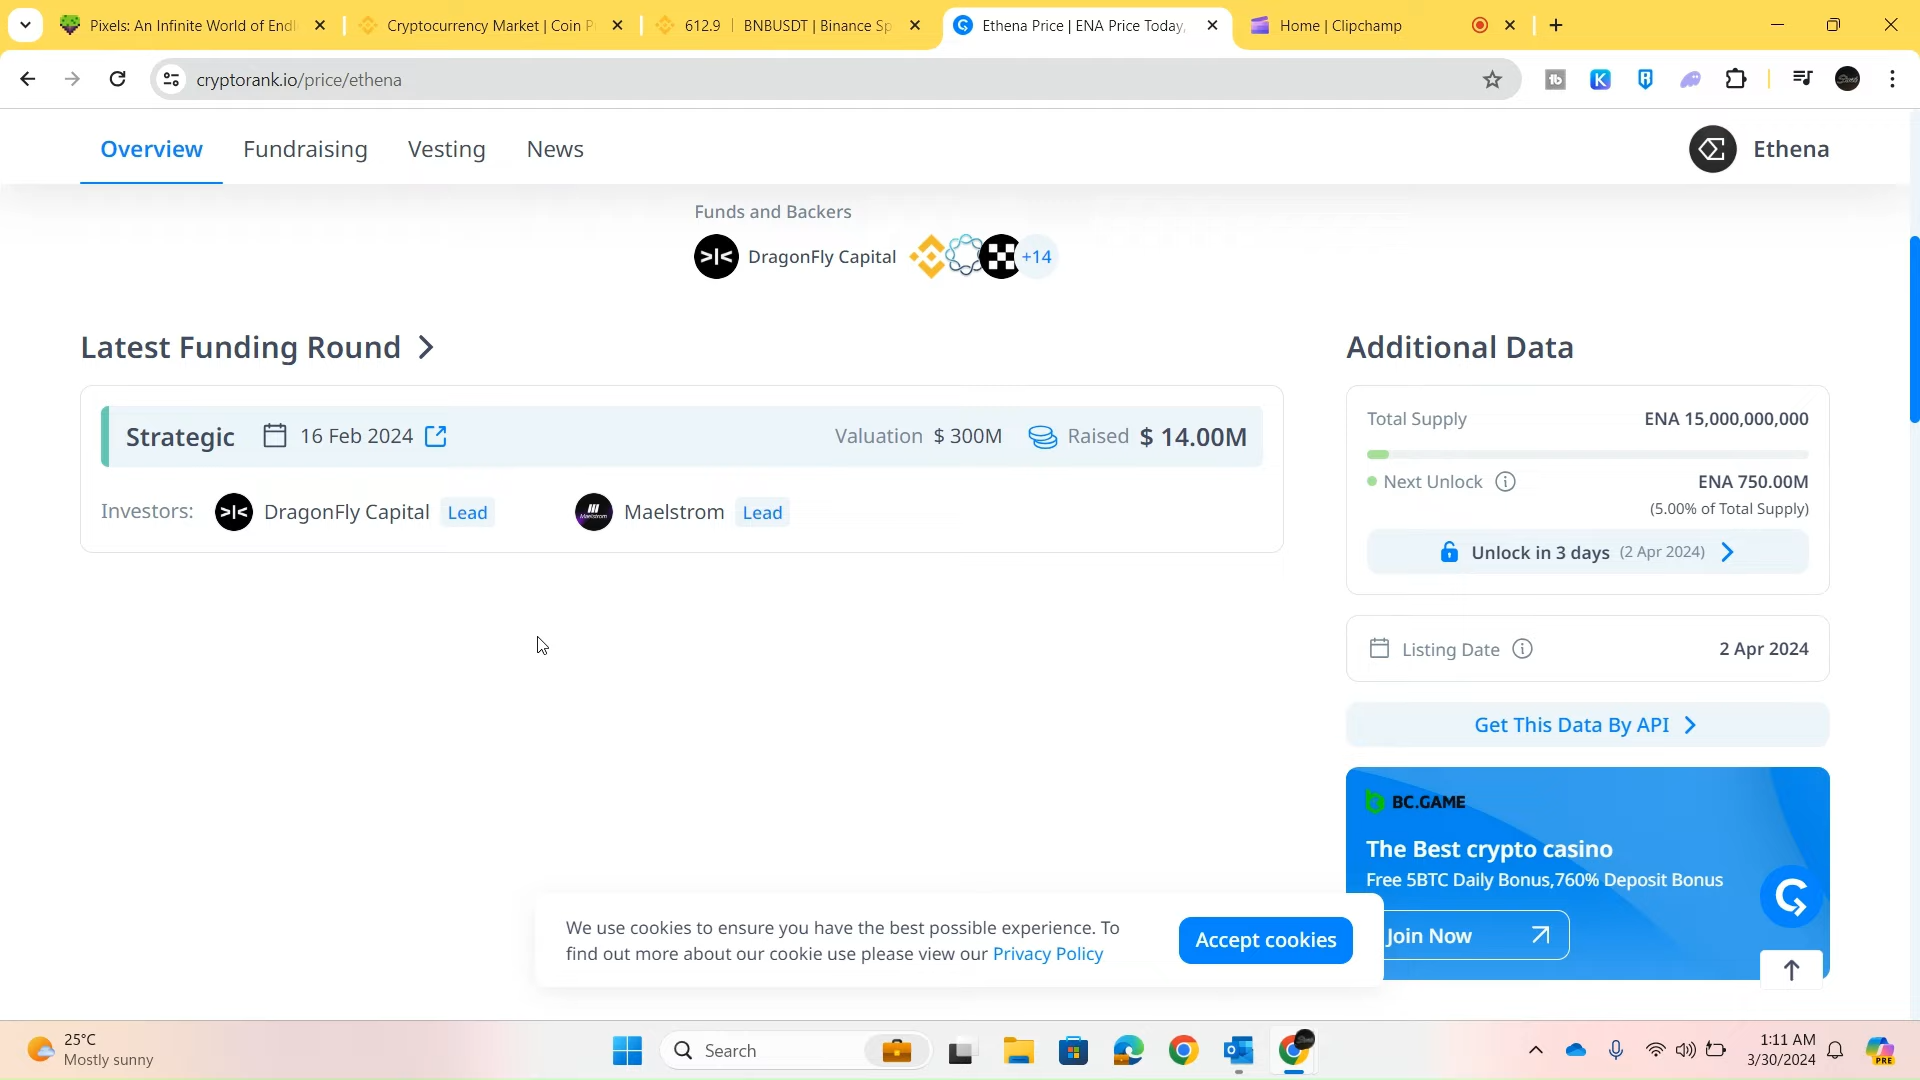 Pixels: An Infinite World of Endl
Cryptocurrency Market | Coin P
612.9 | BNBUSDT | Binance Sp
Ethena Price | ENA Price Today,
Home | Clipchamp
cryptorank.io/price/ethena
Overview
Fundraising
Vesting
News
Ethena
Funds and Backers
DragonFly Capital
+14
Latest Funding Round
Additional Data
Strategic
16 Feb 2024
Valuation $ 300M
Raised $ 14.00M
Investors:
DragonFly Capital
Lead
Maelstrom
Lead
Total Supply
ENA 15,000,000,000
Next Unlock
ENA 750.00M
(5.00% of Total Supply)
Unlock in 3 days (2 Apr 2024)
Listing Date
2 Apr 2024
Get This Data By API
BC.GAME
The Best crypto casino
Free 5BTC Daily Bonus,760% Deposit Bonus
Join Now
We use cookies to ensure you have the best possible experience. To
find out more about our cookie use please view our Privacy Policy
Accept cookies
25°C
Mostly sunny
Search
1:11 AM
3/30/2024
PRE